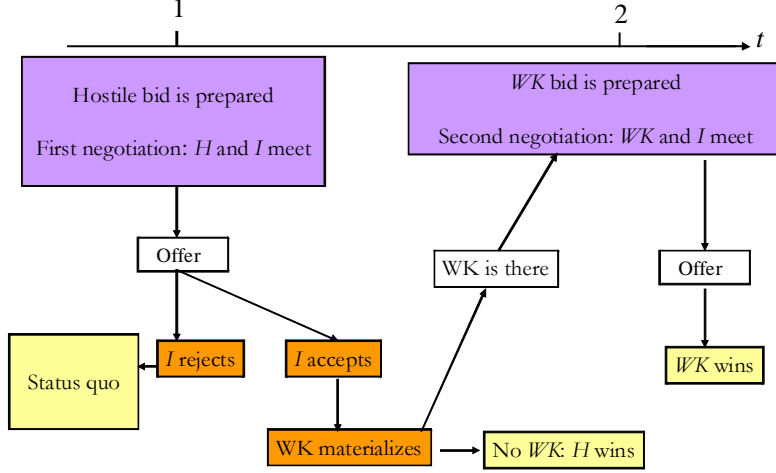 1
2
t
Hostile bid is prepared
First negotiation: H and I meet
WK bid is prepared
Second negotiation: WK and I meet
Offer
WK is there
Offer
I rejects
I accepts
Status quo
WK wins
WK materializes
No WK: H wins